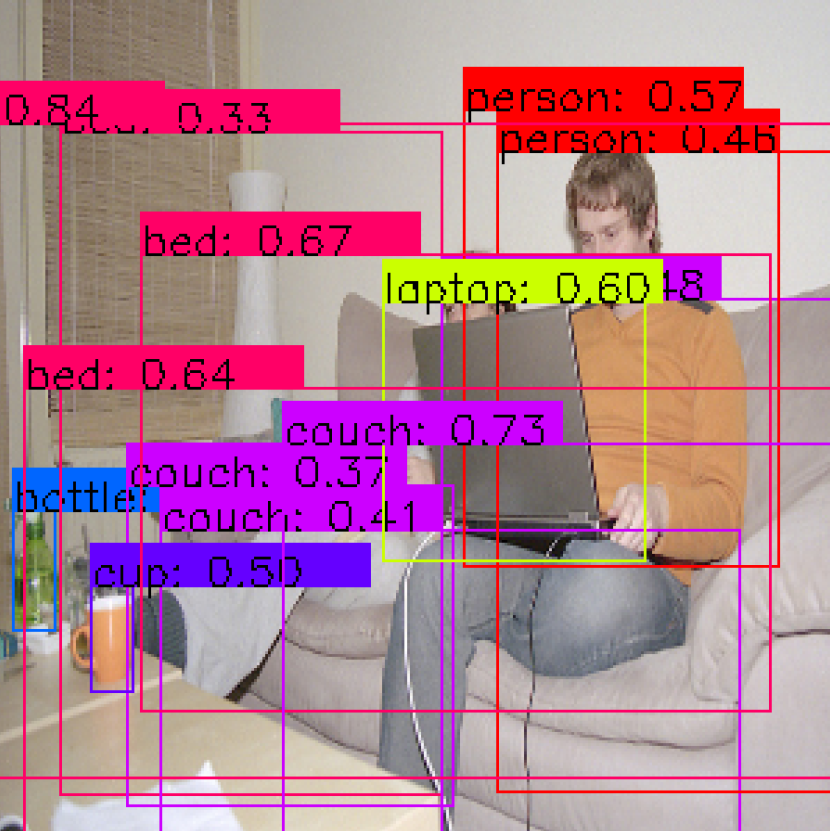 person: 0.57
0.84
0.33
person: 0.46
bed: 0.67
laptop: 0.60
48
bed: 0.64
couch: 0.73
couch: 0.37
bottle:
couch: 0.41
cup: 0.50